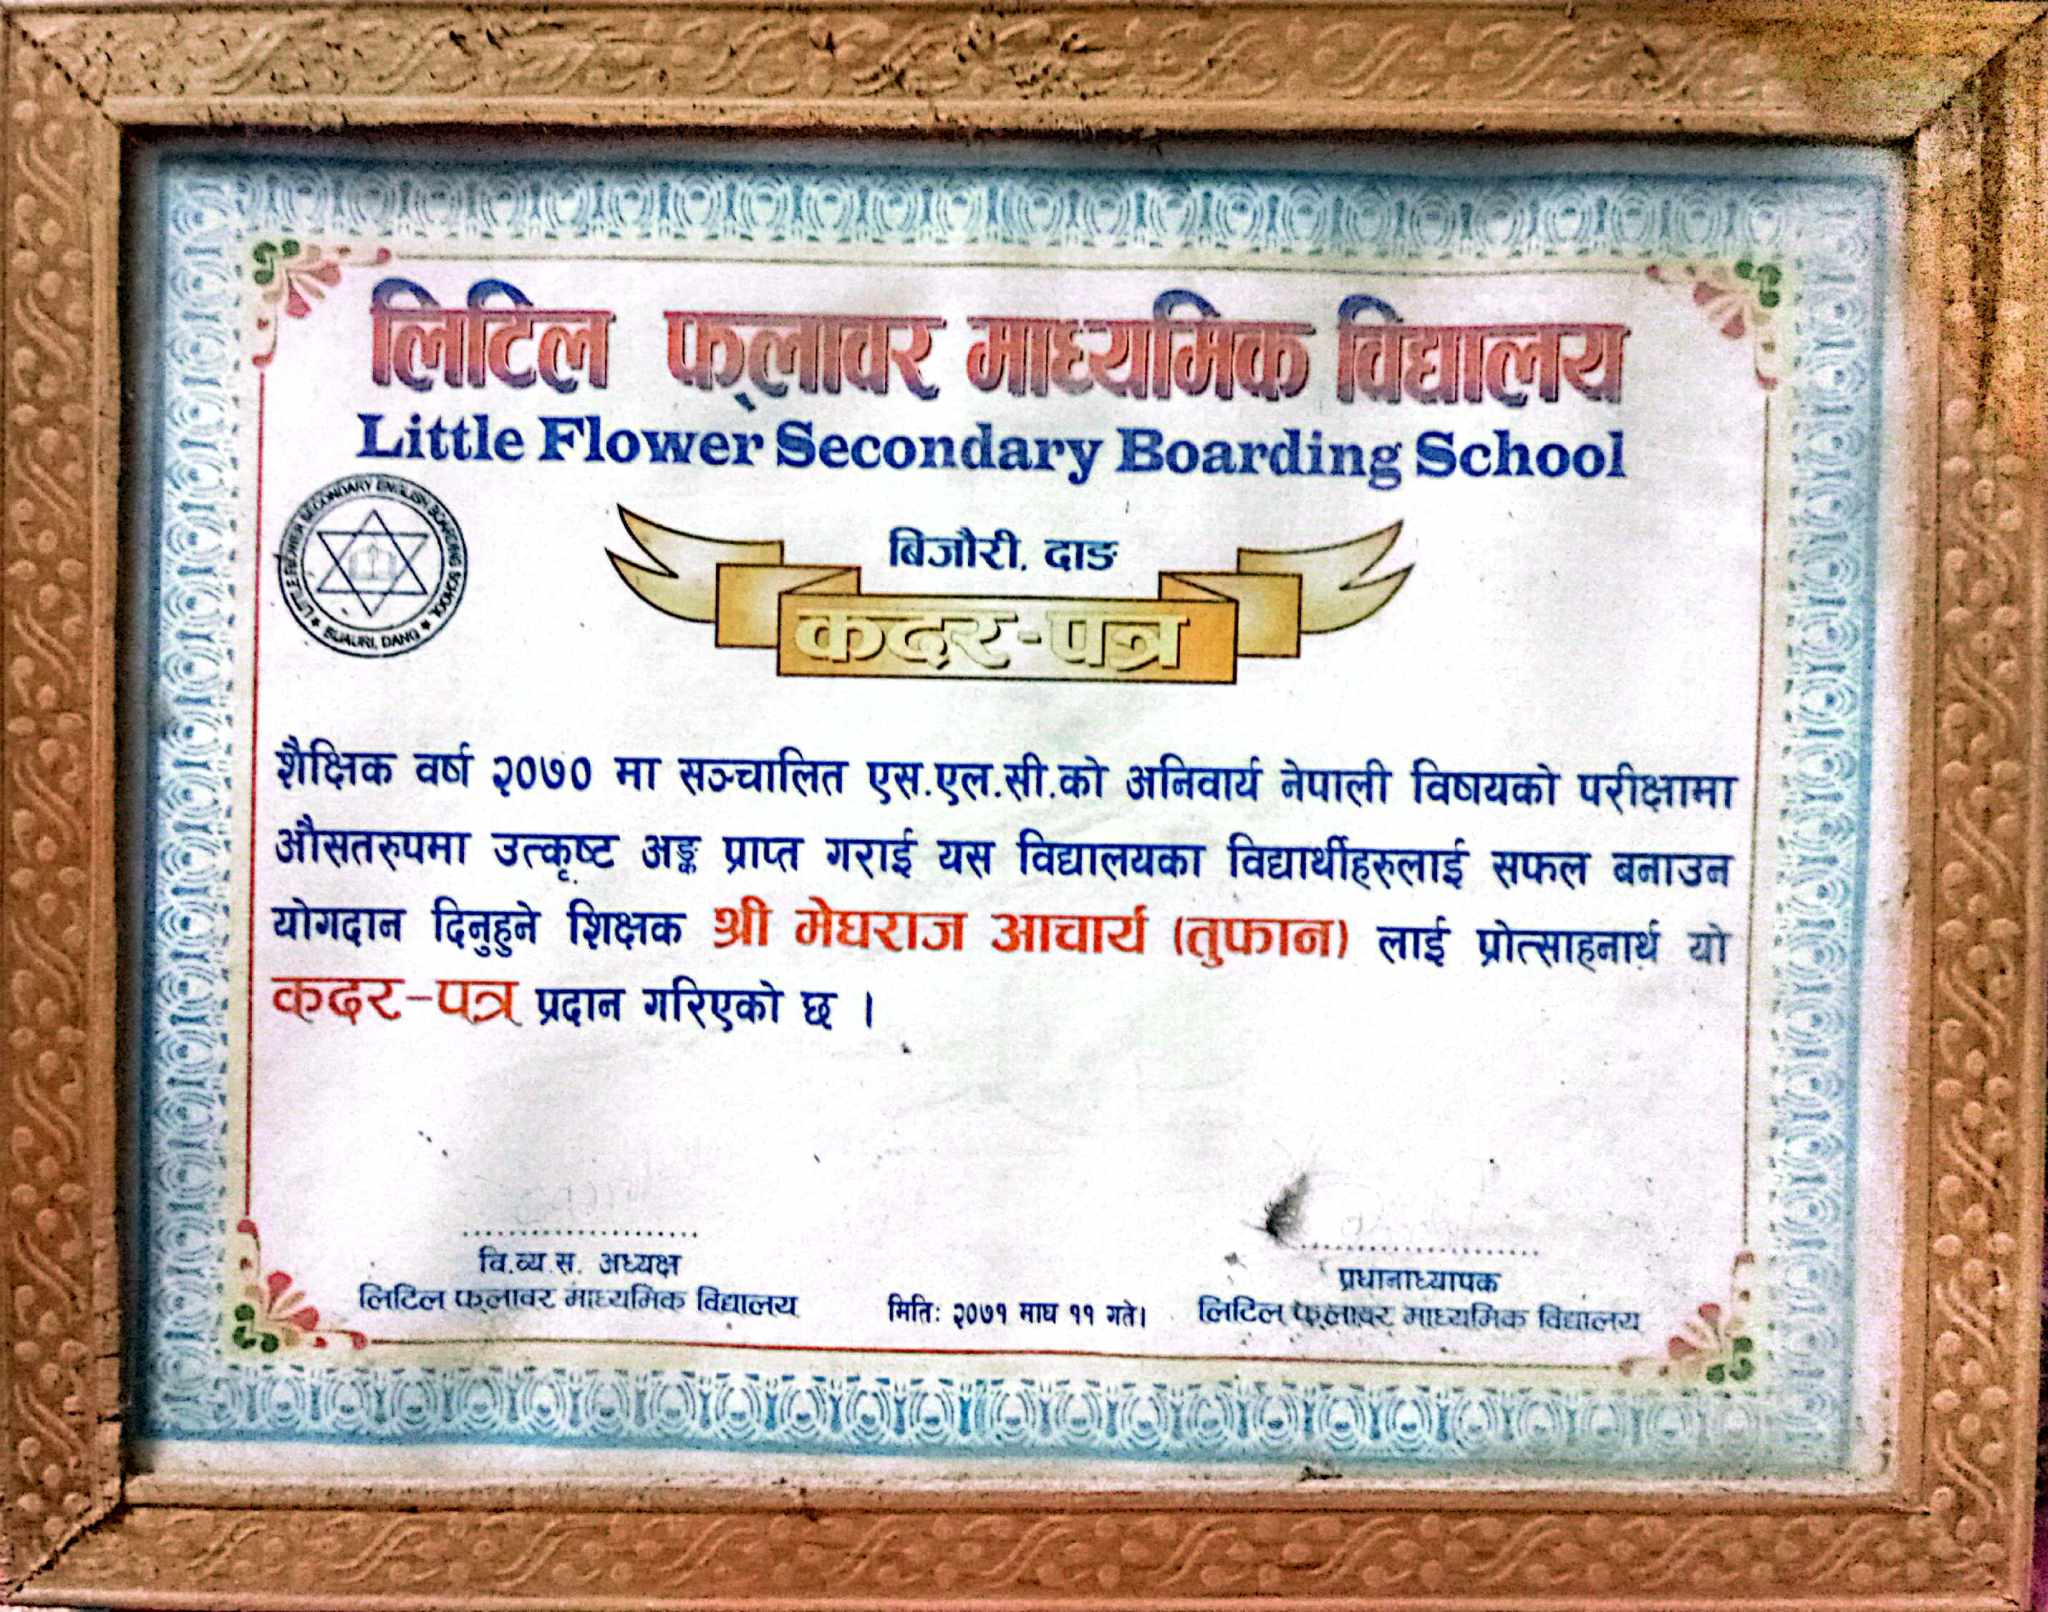 लिटिल फ्लावर माध्यमिक विद्यालय
Little Flower Secondary Boarding School
LITTLE FLOWER SECONDARY ENGLISH BOARDING SCHOOL
BIJAURI, DANG
बिजौरी, दाङ
कदर-पत्र
शैक्षिक वर्ष २०७० मा सञ्चालित एस.एल.सी.को अनिवार्य नेपाली विषयको परीक्षामा
औसतरुपमा उत्कृष्ट अङ्क प्राप्त गराई यस विद्यालयका विद्यार्थीहरुलाई सफल बनाउन
योगदान दिनुहुने शिक्षक श्री मेघराज आचार्य (तुफान) लाई प्रोत्साहनार्थ यो
कदर-पत्र प्रदान गरिएको छ ।
वि.व्य.स. अध्यक्ष
लिटिल फ्लावर माध्यमिक विद्यालय
मिति: २०७१ माघ ११ गते।
प्रधानाध्यापक
लिटिल फ्लावर माध्यमिक विद्यालय